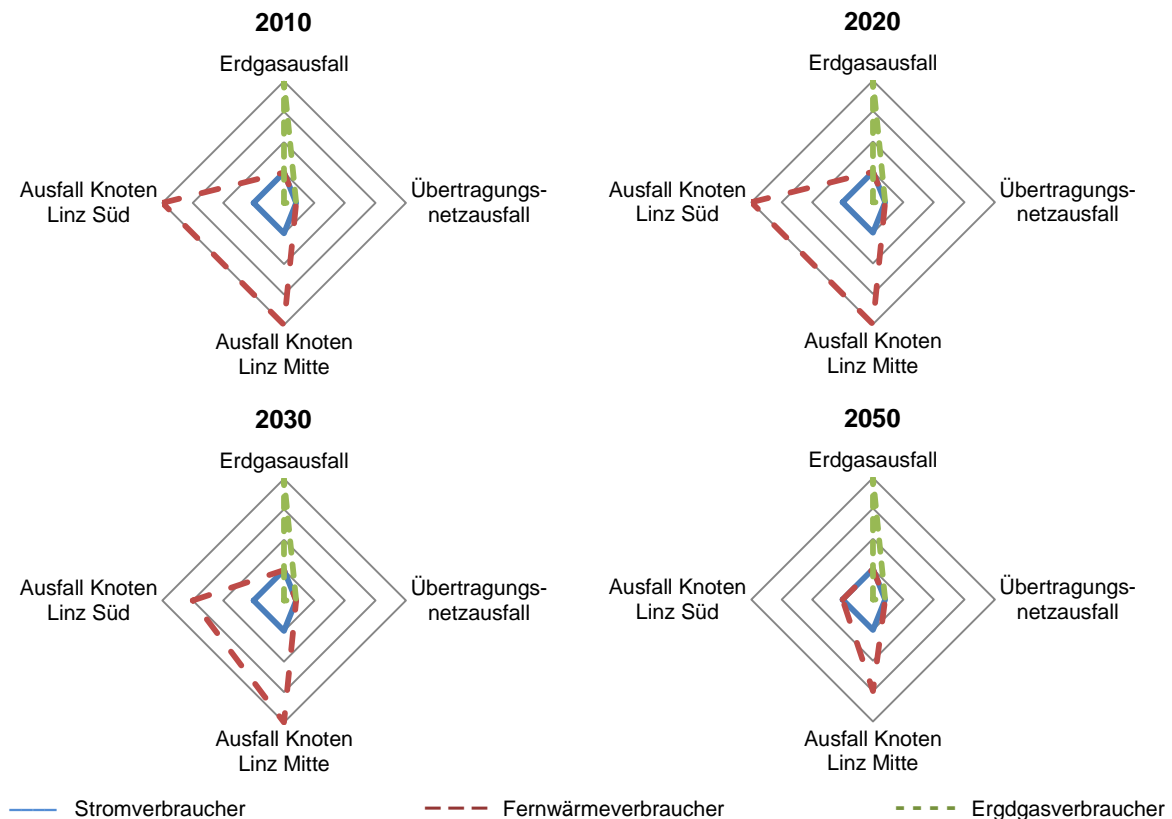 2010
Erdgasausfall
Ausfall Knoten
Linz Süd
Übertragungs-
netzausfall
Ausfall Knoten
Linz Mitte
2020
Erdgasausfall
Ausfall Knoten
Linz Süd
Übertragungs-
netzausfall
Ausfall Knoten
Linz Mitte
2030
Erdgasausfall
Ausfall Knoten
Linz Süd
Übertragungs-
netzausfall
Ausfall Knoten
Linz Mitte
2050
Erdgasausfall
Ausfall Knoten
Linz Süd
Übertragungs-
netzausfall
Ausfall Knoten
Linz Mitte
Stromverbraucher
Fernwärmeverbraucher
Ergdgasverbraucher